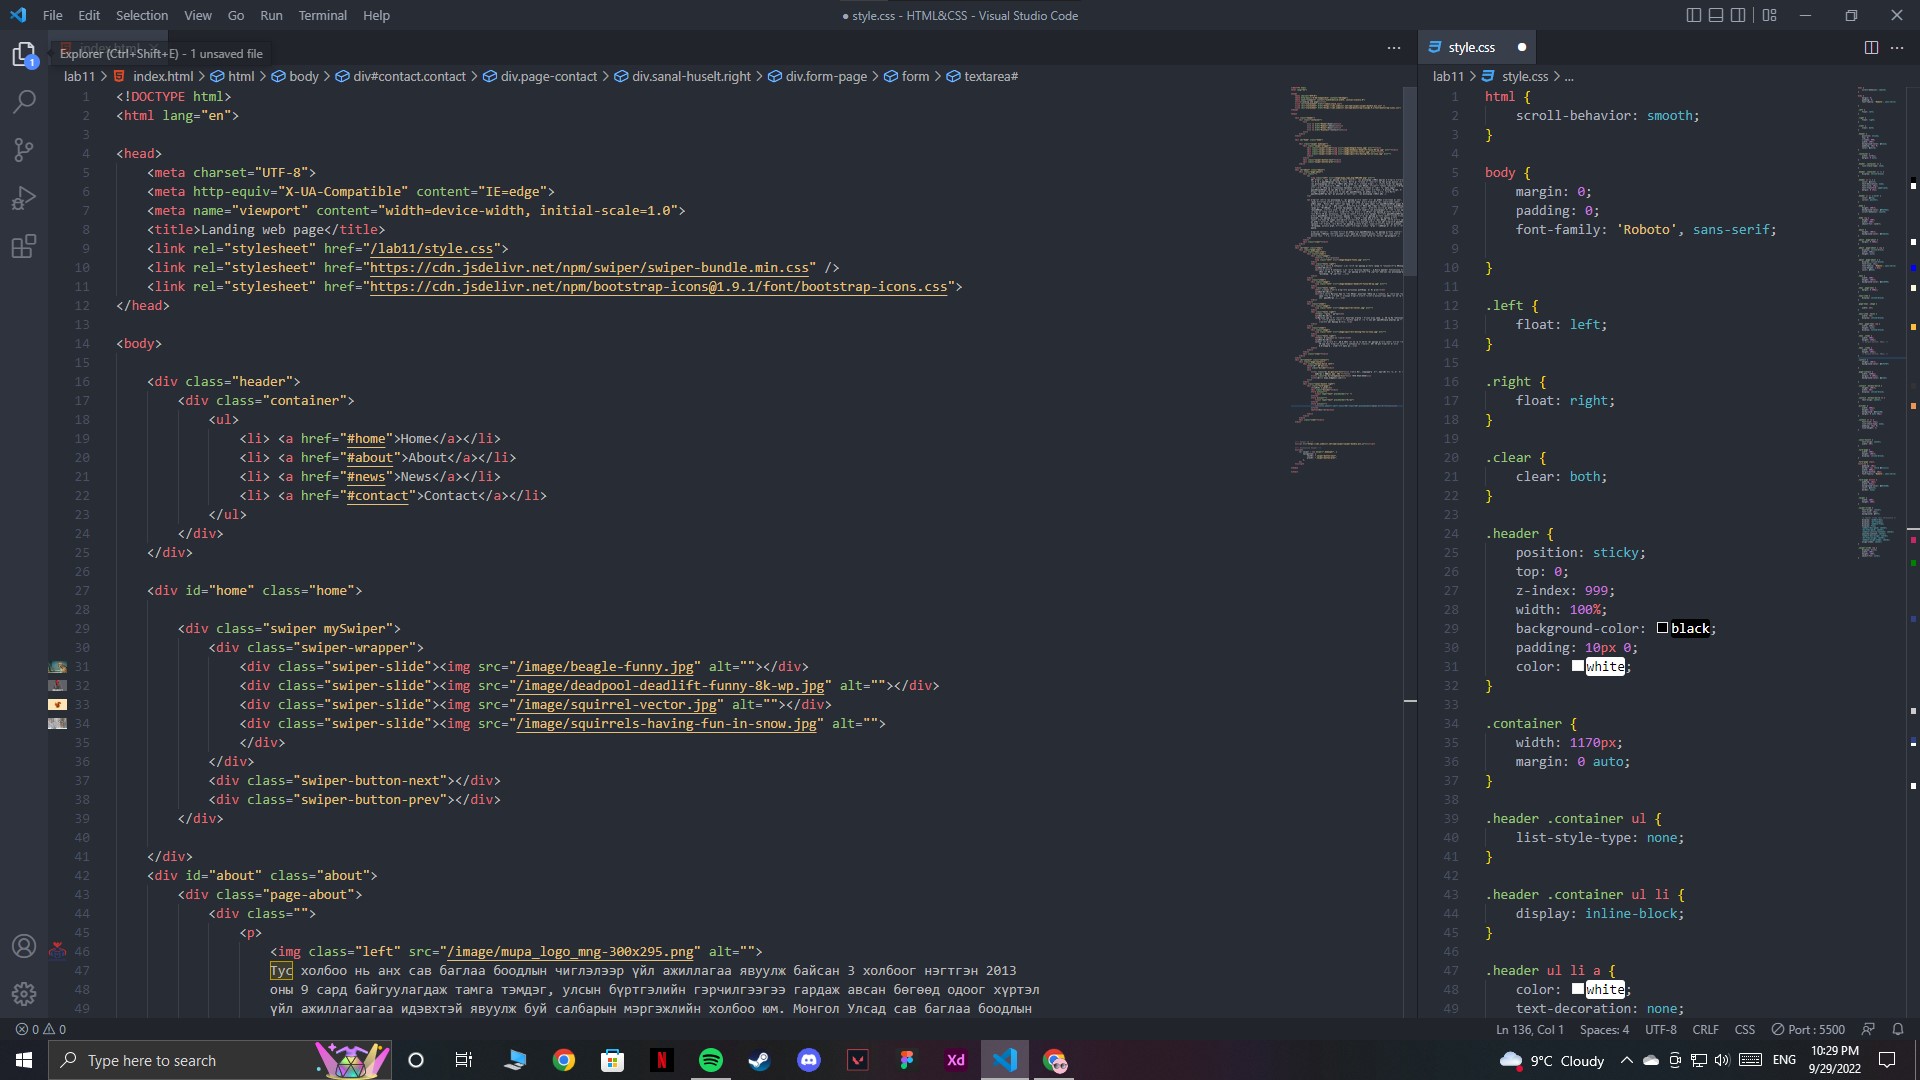 File Edit Selection View Go Run Terminal Help
● style.css - HTML&CSS - Visual Studio Code
Explorer (Ctrl+Shift+E) - 1 unsaved file
1
lab11 > index.html > html > body > div#contact.contact > div.page-contact > div.sanal-huselt.right > div.form-page > form > textarea#
1 <!DOCTYPE html>
2 <html lang="en">
3
4 <head>
5 <meta charset="UTF-8">
6 <meta http-equiv="X-UA-Compatible" content="IE=edge">
7 <meta name="viewport" content="width=device-width, initial-scale=1.0">
8 <title>Landing web page</title>
9 <link rel="stylesheet" href="/lab11/style.css">
10 <link rel="stylesheet" href="https://cdn.jsdelivr.net/npm/swiper/swiper-bundle.min.css" />
11 <link rel="stylesheet" href="https://cdn.jsdelivr.net/npm/bootstrap-icons@1.9.1/font/bootstrap-icons.css">
12 </head>
13
14 <body>
15
16 <div class="header">
17 <div class="container">
18 <ul>
19 <li> <a href="#home">Home</a></li>
20 <li> <a href="#about">About</a></li>
21 <li> <a href="#news">News</a></li>
22 <li> <a href="#contact">Contact</a></li>
23 </ul>
24 </div>
25 </div>
26
27 <div id="home" class="home">
28
29 <div class="swiper mySwiper">
30 <div class="swiper-wrapper">
31 <div class="swiper-slide"><img src="/image/beagle-funny.jpg" alt=""></div>
32 <div class="swiper-slide"><img src="/image/deadpool-deadlift-funny-8k-wp.jpg" alt=""></div>
33 <div class="swiper-slide"><img src="/image/squirrel-vector.jpg" alt=""></div>
34 <div class="swiper-slide"><img src="/image/squirrels-having-fun-in-snow.jpg" alt="">
35 </div>
36 </div>
37 <div class="swiper-button-next"></div>
38 <div class="swiper-button-prev"></div>
39 </div>
40
41 </div>
42 <div id="about" class="about">
43 <div class="page-about">
44 <div class="">
45 <p>
46 <img class="left" src="/image/mupa_logo_mng-300x295.png" alt="">
47 Тус холбоо нь анх сав баглаа боодлын чиглэлээр үйл ажиллагаа явуулж байсан 3 холбоог нэгтгэн 2013
48 оны 9 сард байгуулагдаж тамга тэмдэг, улсын бүртгэлийн гэрчилгээгээ гардаж авсан бөгөөд одоог хүртэл
49 үйл ажиллагаагаа идэвхтэй явуулж буй салбарын мэргэжлийн холбоо юм. Монгол Улсад сав баглаа боодлын
style.css ●
lab11 > style.css > ...
1 html {
2 scroll-behavior: smooth;
3 }
4
5 body {
6 margin: 0;
7 padding: 0;
8 font-family: 'Roboto', sans-serif;
9
10 }
11
12 .left {
13 float: left;
14 }
15
16 .right {
17 float: right;
18 }
19
20 .clear {
21 clear: both;
22 }
23
24 .header {
25 position: sticky;
26 top: 0;
27 z-index: 999;
28 width: 100%;
29 background-color: black;
30 padding: 10px 0;
31 color: white;
32 }
33
34 .container {
35 width: 1170px;
36 margin: 0 auto;
37 }
38
39 .header .container ul {
40 list-style-type: none;
41 }
42
43 .header .container ul li {
44 display: inline-block;
45 }
46
47 .header ul li a {
48 color: white;
49 text-decoration: none;
0 0 Ln 136, Col 1 Spaces: 4 UTF-8 CRLF CSS Port : 5500
Type here to search
N Xd
9°C Cloudy ENG 10:29 PM
9/29/2022